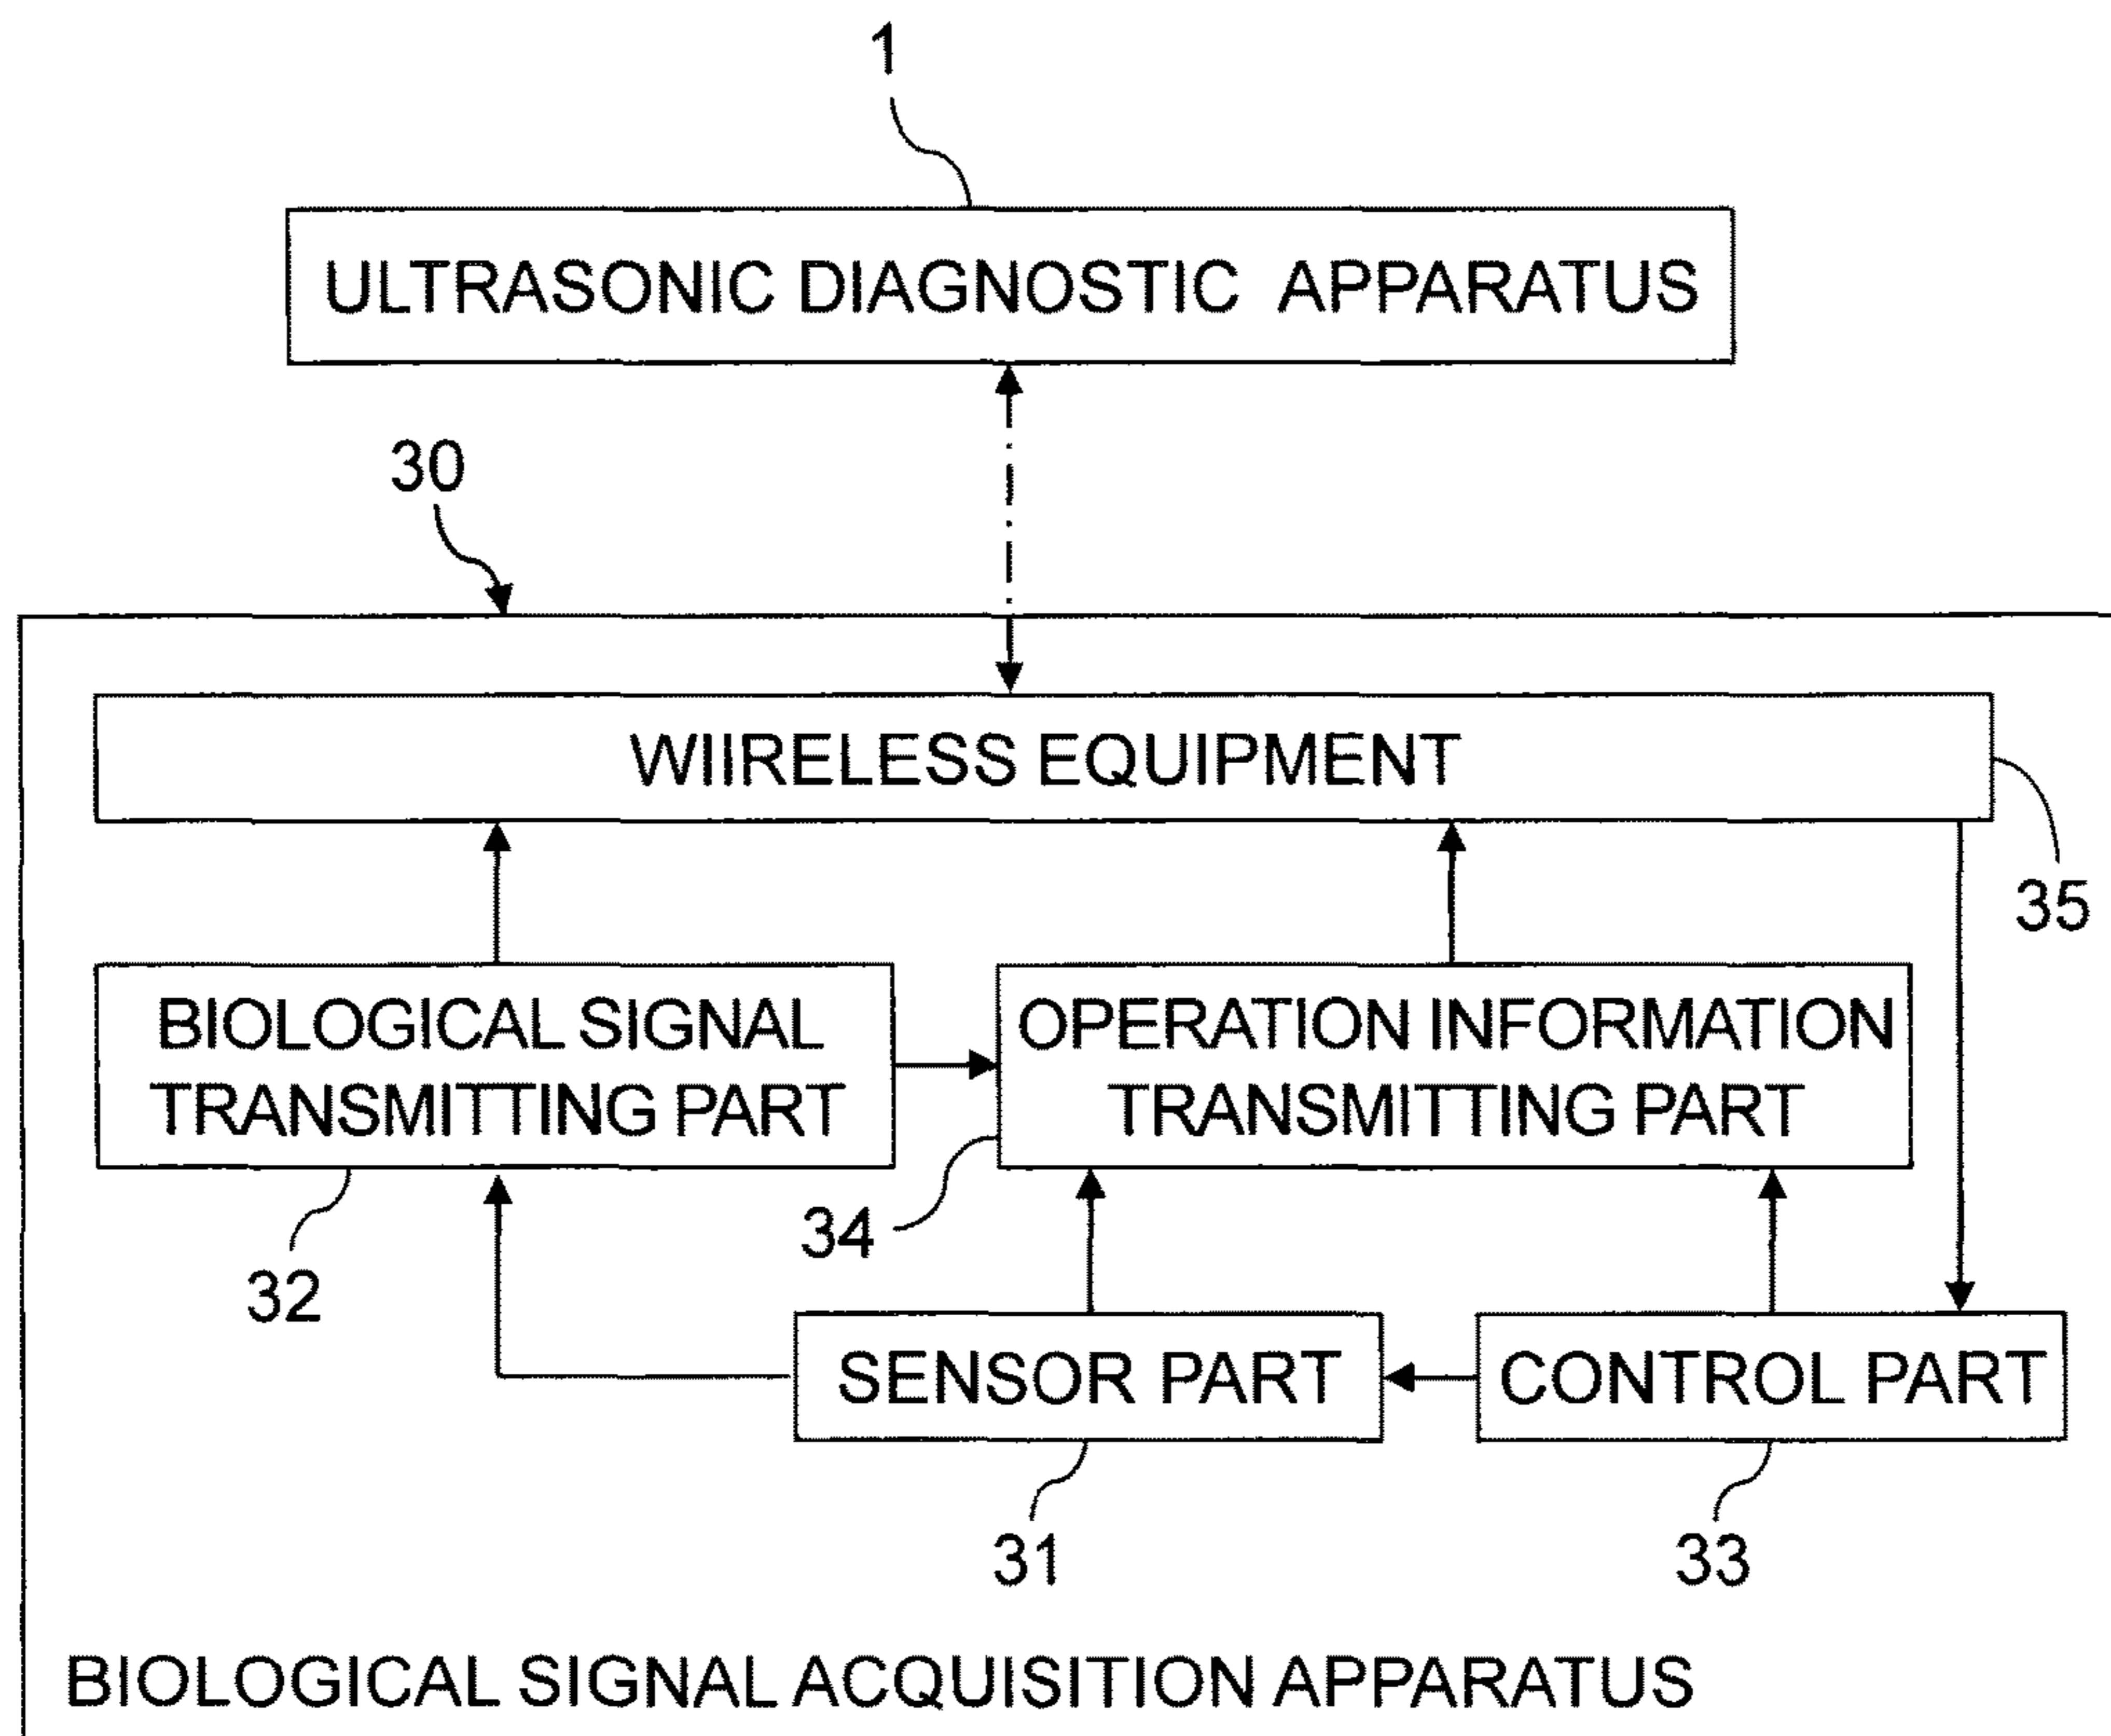 1
ULTRASONIC DIAGNOSTIC APPARATUS
30
WIIRELESS EQUIPMENT
35
BIOLOGICAL SIGNAL
TRANSMITTING PART
OPERATION INFORMATION
TRANSMITTING PART
34
32
SENSOR PART
CONTROL PART
31
33
BIOLOGICAL SIGNAL ACQUISITION APPARATUS